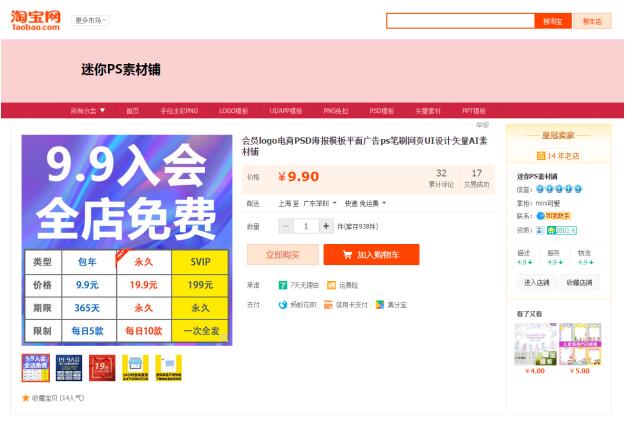 淘宝网
Taobao.com
更多市场
搜淘宝
搜本店
迷你PS素材铺
所有分类
首页
手绘水彩PNG
LOGO模板
UI/APP模板
PNG免扣
PSD模板
矢量素材
PPT模板
举报
9.9入会
全店免费
类型 包年 永久 SVIP
价格 9.9元 19.9元 199元
期限 365天 永久 永久
限制 每日5款 每日10款 一次全发
收藏宝贝 (14人气)
会员logo电商PSD海报模板平面广告ps笔刷网页UI设计矢量AI素
材铺
价格 ¥9.90
32
累计评论
17
交易成功
配送 上海 至 广东深圳 快递 免运费
数量 1 件(库存938件)
立即购买
加入购物车
承诺 7天无理由 运费险
支付 蚂蚁花呗 信用卡支付 集分宝
皇冠卖家
14年老店
迷你PS素材铺
信誉:
掌柜: mini可爱
联系: 和我联系
资质:
描述 服务 物流
4.9 4.9 4.9
进入店铺
收藏店铺
看了又看
¥4.00
¥5.00